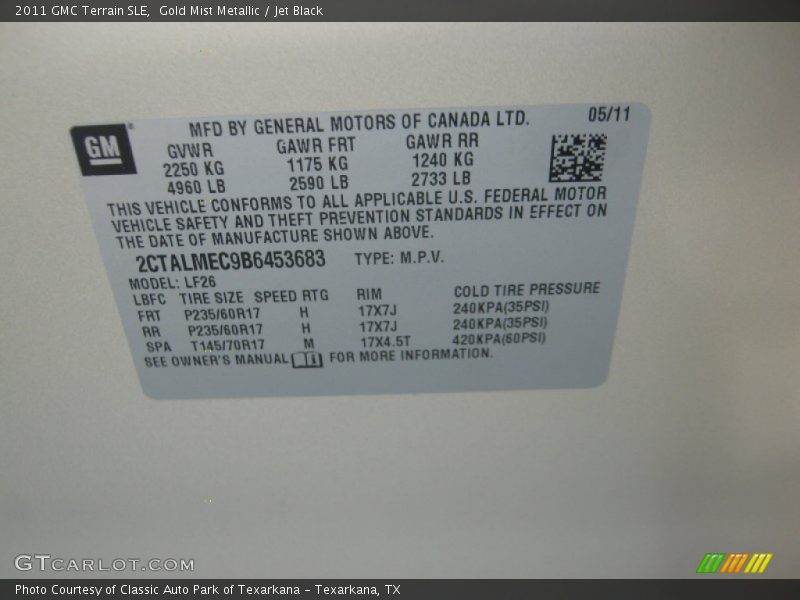 2011 GMC Terrain SLE,  Gold Mist Metallic / Jet Black
GM
MFD BY GENERAL MOTORS OF CANADA LTD. 05/11
GVWR GAWR FRT GAWR RR
2250 KG 1175 KG 1240 KG
4960 LB 2590 LB 2733 LB
THIS VEHICLE CONFORMS TO ALL APPLICABLE U.S. FEDERAL MOTOR
VEHICLE SAFETY AND THEFT PREVENTION STANDARDS IN EFFECT ON
THE DATE OF MANUFACTURE SHOWN ABOVE.
2CTALMEC9B6453683 TYPE: M.P.V.
MODEL: LF26
LBFC TIRE SIZE SPEED RTG RIM COLD TIRE PRESSURE
FRT P235/60R17 H 17X7J 240KPA(35PSI)
RR P235/60R17 H 17X7J 240KPA(35PSI)
SPA T145/70R17 M 17X4.5T 420KPA(60PSI)
SEE OWNER'S MANUAL FOR MORE INFORMATION.
GTCARLOT.COM
Photo Courtesy of Classic Auto Park of Texarkana – Texarkana, TX